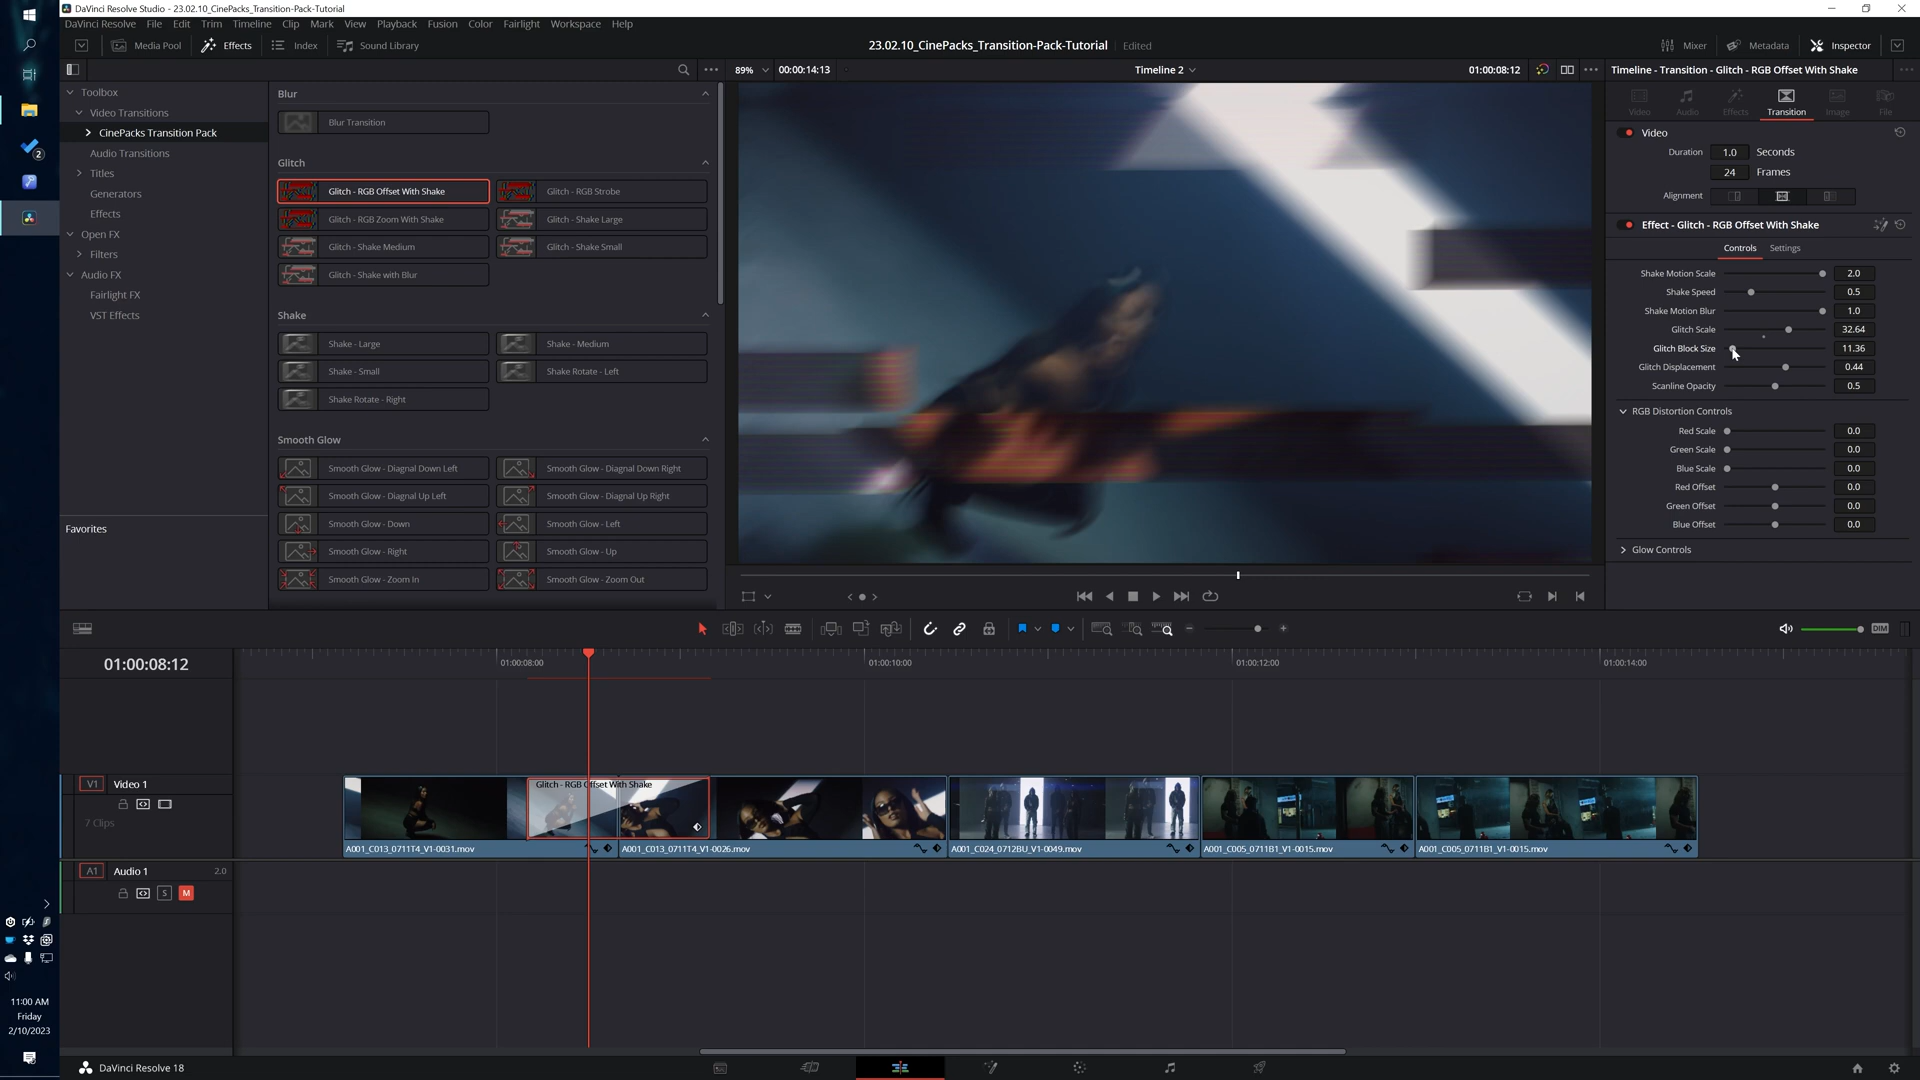 DaVinci Resolve Studio - 23.02.10_CinePacks_Transition-Pack-Tutorial
DaVinci Resolve File Edit Trim Timeline Clip Mark View Playback Fusion Color Fairlight Workspace Help
Media Pool Effects Index Sound Library
23.02.10_CinePacks_Transition-Pack-Tutorial Edited
Mixer Metadata Inspector
89% 00:00:14:13 Timeline 2 01:00:08:12
Timeline - Transition - Glitch - RGB Offset With Shake
Toolbox
Video Transitions
CinePacks Transition Pack
Audio Transitions
Titles
Generators
Effects
Open FX
Filters
Audio FX
Fairlight FX
VST Effects
Favorites
Blur
Blur Transition
Glitch
Glitch - RGB Offset With Shake Glitch - RGB Strobe
Glitch - RGB Zoom With Shake Glitch - Shake Large
Glitch - Shake Medium Glitch - Shake Small
Glitch - Shake with Blur
Shake
Shake - Large Shake - Medium
Shake - Small Shake Rotate - Left
Shake Rotate - Right
Smooth Glow
Smooth Glow - Diagnal Down Left Smooth Glow - Diagnal Down Right
Smooth Glow - Diagnal Up Left Smooth Glow - Diagnal Up Right
Smooth Glow - Down Smooth Glow - Left
Smooth Glow - Right Smooth Glow - Up
Smooth Glow - Zoom In Smooth Glow - Zoom Out
Video Audio Effects Transition Image File
Video
Duration 1.0 Seconds
24 Frames
Alignment
Effect - Glitch - RGB Offset With Shake
Controls Settings
Shake Motion Scale 2.0
Shake Speed 0.5
Shake Motion Blur 1.0
Glitch Scale 32.64
Glitch Block Size 11.36
Glitch Displacement 0.44
Scanline Opacity 0.5
RGB Distortion Controls
Red Scale 0.0
Green Scale 0.0
Blue Scale 0.0
Red Offset 0.0
Green Offset 0.0
Blue Offset 0.0
Glow Controls
DIM
01:00:08:12
01:00:08:00 01:00:10:00 01:00:12:00 01:00:14:00
V1 Video 1
7 Clips
Glitch - RGB Offset With Shake
A001_C013_0711T4_V1-0031.mov A001_C013_0711T4_V1-0026.mov A001_C024_0712BU_V1-0049.mov A001_C005_0711B1_V1-0015.mov A001_C005_0711B1_V1-0015.mov
A1 Audio 1 2.0
S M
2
11:00 AM
Friday
2/10/2023
DaVinci Resolve 18